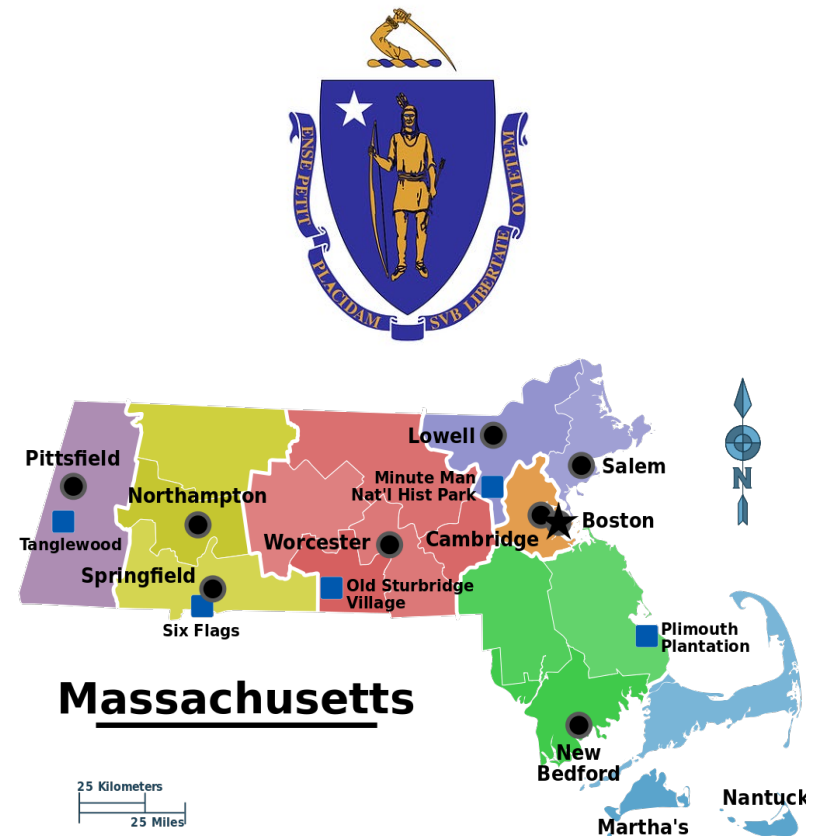 ENSE PETIT
PLACIDAM
SVB LIBERTATE
QVIETEM
Lowell
Pittsfield
Salem
Minute Man
Nat'l Hist Park
Northampton
Boston
Cambridge
Worcester
Tanglewood
Springfield
Old Sturbridge
Village
Six Flags
Plimouth
Plantation
Massachusetts
N
New
Bedford
25 Kilometers
25 Miles
Nantuck
Martha's